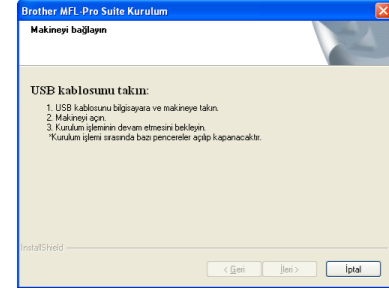 Brother MFL-Pro Suite Kurulum
Makineyi bağlayın
USB kablosunu takın:
1. USB kablosunu bilgisayara ve makineye takın.
2. Makineyi açın.
3. Kurulum işleminin devam etmesini bekleyin.
*Kurulum işlemi sırasında bazı pencereler açılıp kapanacaktır.
InstallShield
< Geri
İleri >
İptal